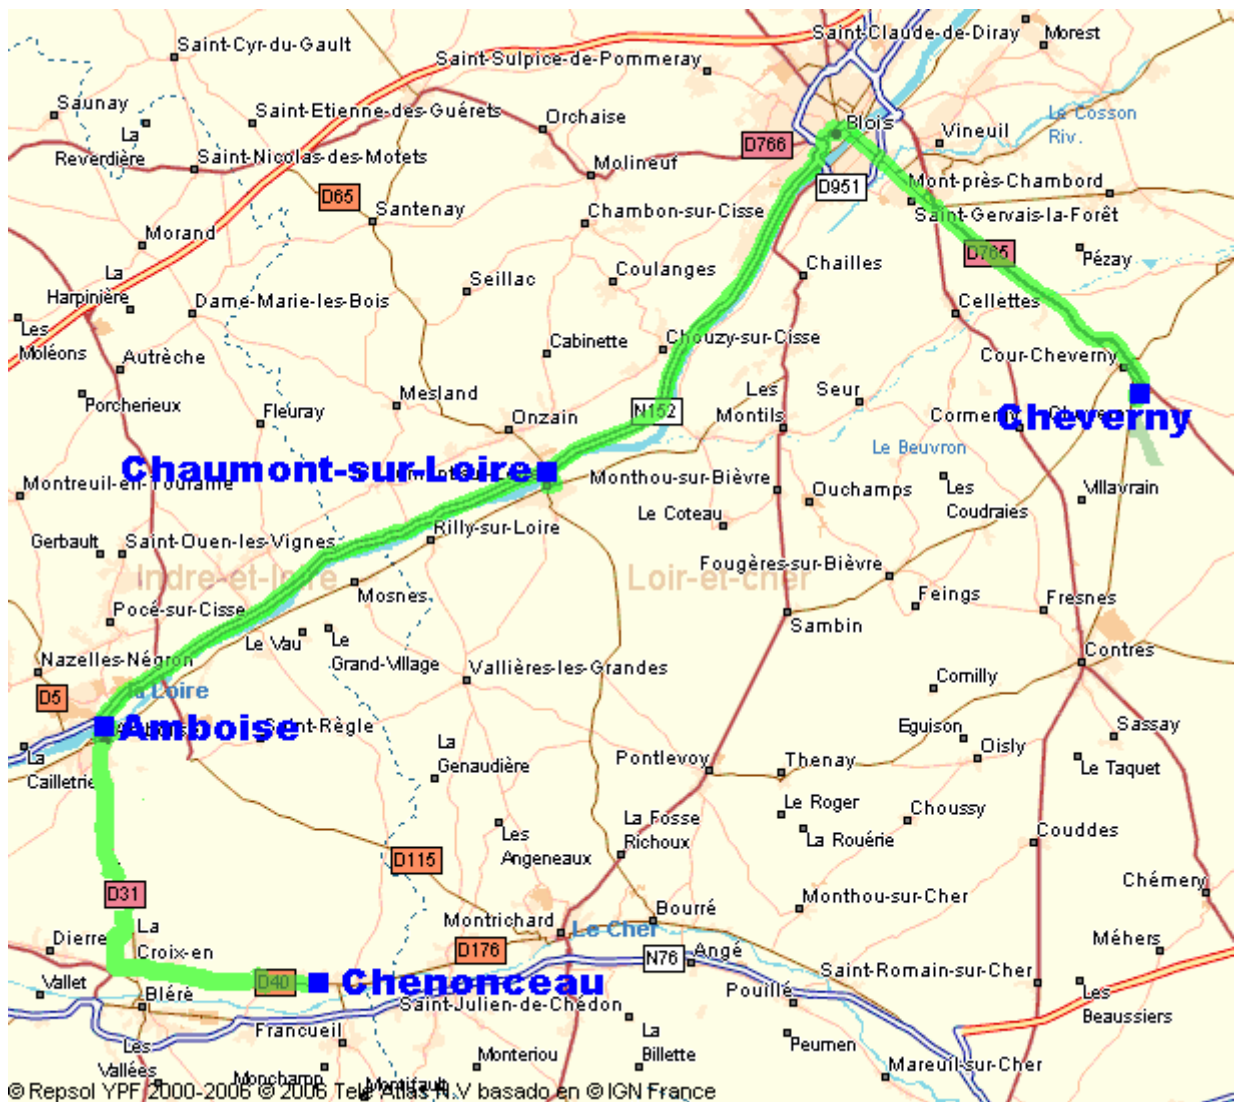 Saint-Claude-de-Diray
Morest
Saint-Cyr-du-Gault
Saint-Sulpice-de-Pommeray
Saunay
Saint-Etienne-des-Guérets
Orchaise
Blois
Le Cosson
Riv.
La
Reverdière
Vineuil
D766
Saint-Nicolas-des-Motets
Molineuf
D951
Mont-près-Chambord
D65
Santenay
Chambon-sur-Cisse
Saint-Gervais-la-Forêt
Morand
D765
Pézay
La
Harpinière
Seillac
Coulanges
Chailles
Dame-Marie-les-Bois
Cellettes
Les
Moléons
Autrèche
Cabinette
Chouzy-sur-Cisse
Cour-Cheverny
Porcherieux
Mesland
Les
Montils
Seur
Fleuray
Onzain
N152
Cheverny
Le Beuvron
Chaumont-sur-Loire
Montreuil-en-Touraine
Monthou-sur-Bièvre
Ouchamps
Les
Coudraies
Villavrain
Le Coteau
Gerbault
Saint-Ouen-les-Vignes
Rilly-sur-Loire
Indre-et-loire
Loir-et-cher
Fougères-sur-Bièvre
Mosnes
Feings
Fresnes
Pocé-sur-Cisse
Le Vau
Le
Grand-Village
Sambin
Nazelles-Négron
Vallières-les-Grandes
Contres
D5
la Loire
Cornilly
Amboise
Saint-Règle
Eguison
Sassay
La
Cailletrie
La
Genaudière
Pontlevoy
Thenay
Oisly
Le Taquet
Le Roger
Choussy
La Fosse
Richoux
La Rouérie
Couddes
Les
Angeneaux
D115
D31
Monthou-sur-Cher
Chémery
La
Croix-en
Montrichard
Bourré
Le Cher
Dierre
D176
N76
Angé
Méhers
Vallet
D40
Chenonceau
Saint-Romain-sur-Cher
Bléré
Saint-Julien-de-Chédon
Pouillé
Les
Beaussiers
Francueil
La
Billette
Les
Vallées
Monchamp
Monteriou
Mareuil-sur-Cher
© Repsol YPF 2000-2006 © 2006 Tele Atlas N.V basado en © IGN France